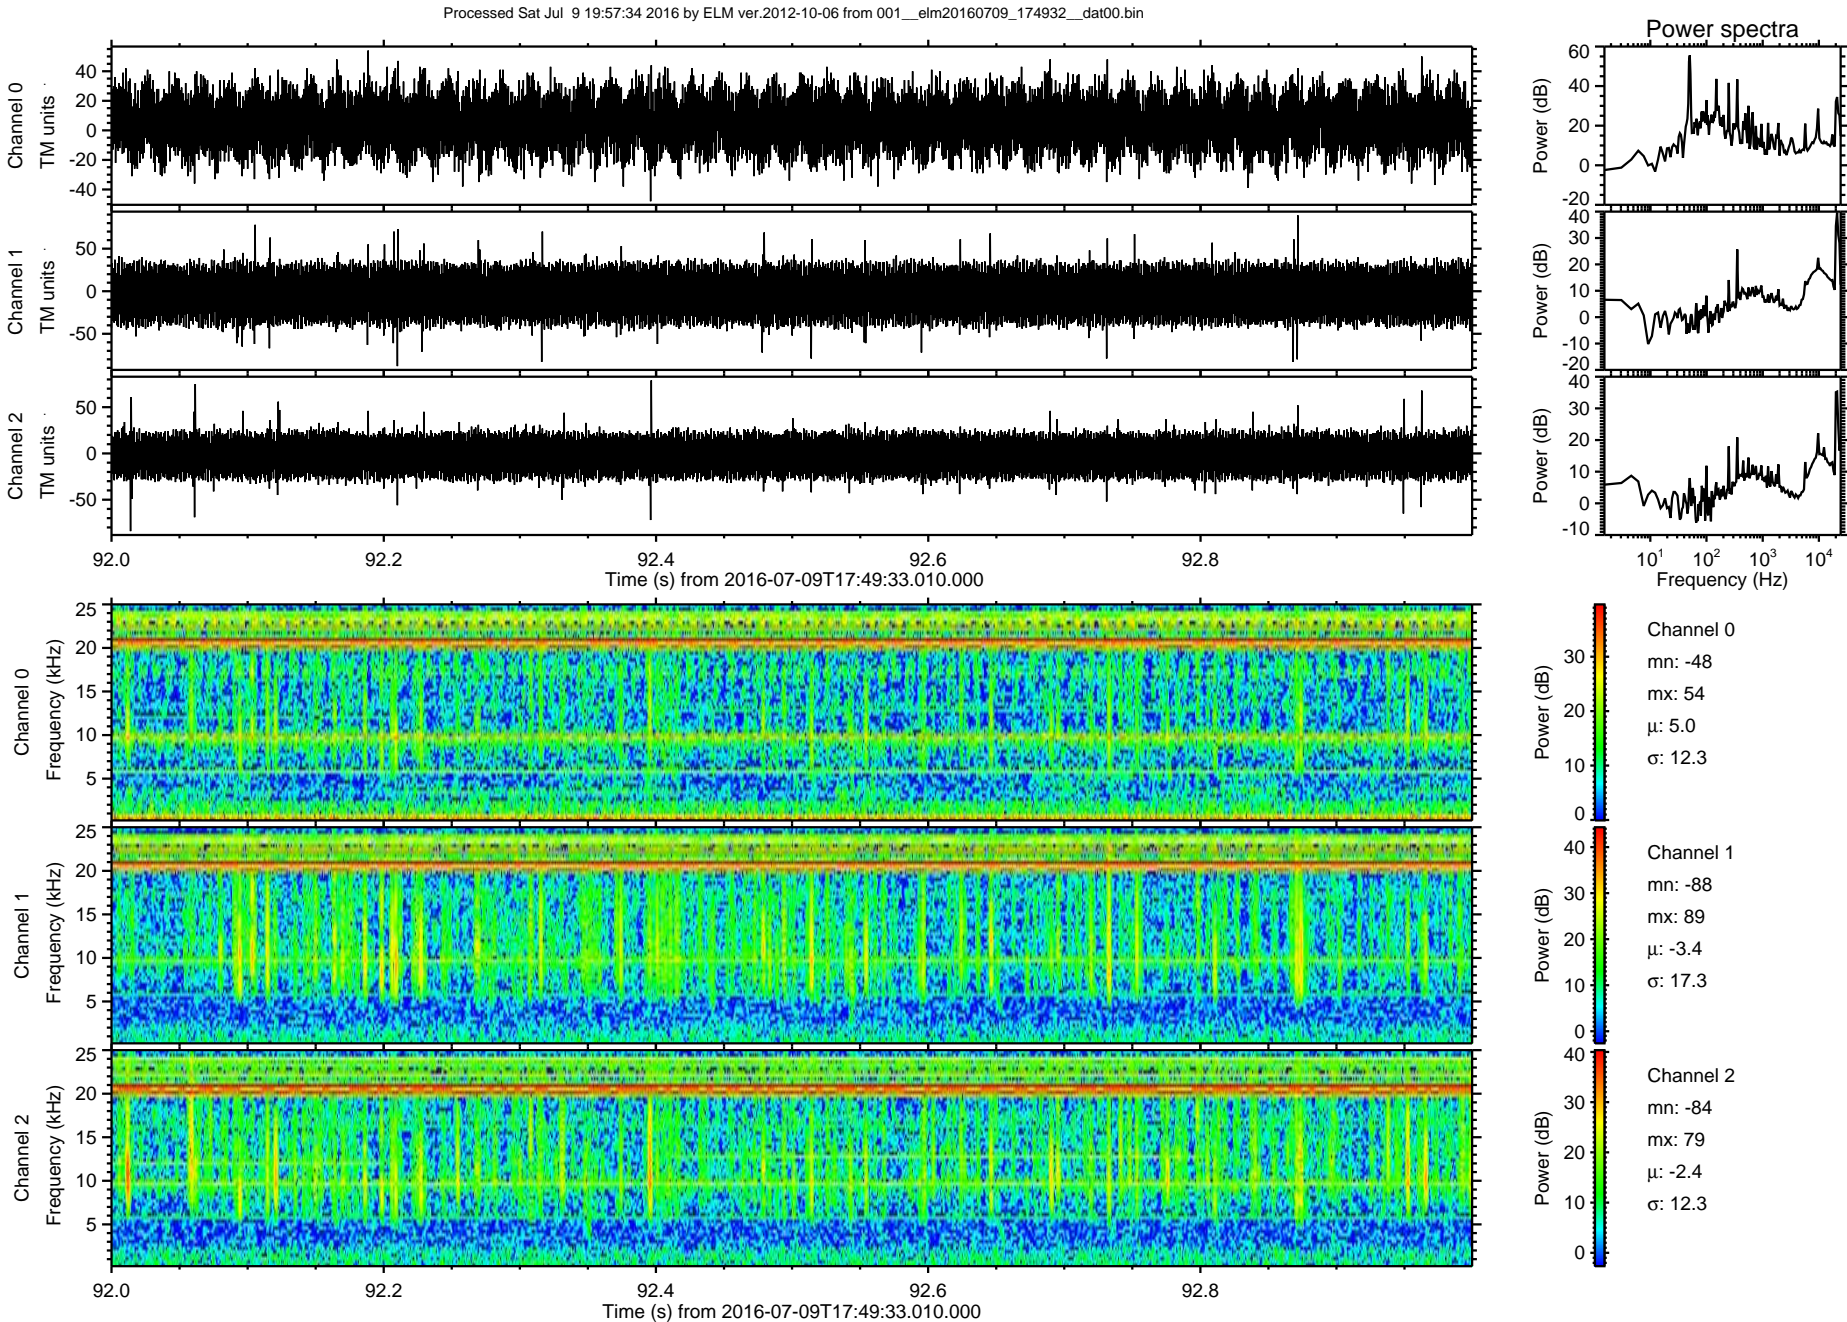 Processed Sat Jul 9 19:57:34 2016 by ELM ver.2012-10-06 from 001__elm20160709_174932__dat00.bin
Power spectra
Channel 0
TM units
40
20
0
-20
-40
Power (dB)
60
40
20
0
-20
Channel 1
TM units
50
0
-50
Power (dB)
40
30
20
10
0
-10
-20
Channel 2
TM units
50
0
-50
Power (dB)
40
30
20
10
0
-10
92.0 92.2 92.4 92.6 92.8
Time (s) from 2016-07-09T17:49:33.010.000
10¹ 10² 10³ 10⁴
Frequency (Hz)
Channel 0
Frequency (kHz)
25
20
15
10
5
Power (dB)
30
20
10
0
Channel 0
mn: -48
mx: 54
µ: 5.0
σ: 12.3
Channel 1
Frequency (kHz)
25
20
15
10
5
Power (dB)
40
30
20
10
0
Channel 1
mn: -88
mx: 89
µ: -3.4
σ: 17.3
Channel 2
Frequency (kHz)
25
20
15
10
5
Power (dB)
40
30
20
10
0
Channel 2
mn: -84
mx: 79
µ: -2.4
σ: 12.3
92.0 92.2 92.4 92.6 92.8
Time (s) from 2016-07-09T17:49:33.010.000